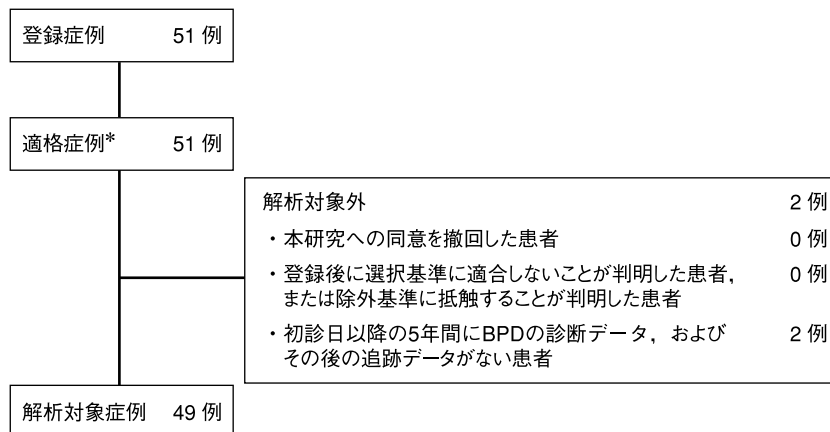 登録症例 51 例
適格症例* 51 例
解析対象外 2 例
・本研究への同意を撤回した患者 0 例
・登録後に選択基準に適合しないことが判明した患者， 0 例
または除外基準に抵触することが判明した患者
・初診日以降の5年間にBPDの診断データ，および 2 例
その後の追跡データがない患者
解析対象症例 49 例